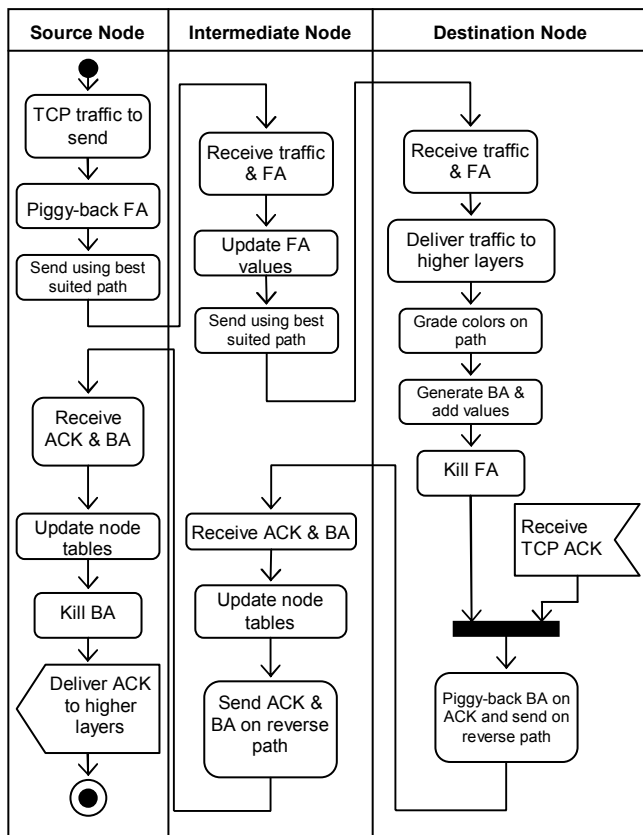 Source Node
Intermediate Node
Destination Node
TCP traffic to
send
Piggy-back FA
Send using best
suited path
Receive
ACK & BA
Update node
tables
Kill BA
Deliver ACK
to higher
layers
Receive traffic
& FA
Update FA
values
Send using best
suited path
Receive ACK & BA
Update node
tables
Send ACK &
BA on reverse
path
Receive traffic
& FA
Deliver traffic to
higher layers
Grade colors on
path
Generate BA &
add values
Kill FA
Receive
TCP ACK
Piggy-back BA on
ACK and send on
reverse path